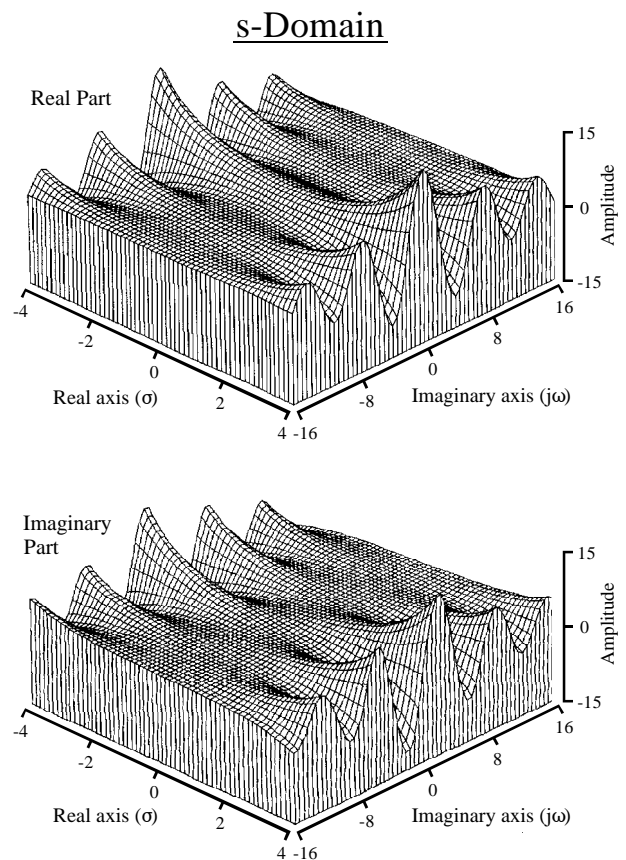 s-Domain
Real Part
15
0
-15
Amplitude
-4
-2
0
2
4
-16
-8
0
8
16
Real axis (σ)
Imaginary axis (jω)
Imaginary
Part
15
0
-15
Amplitude
-4
-2
0
2
4
-16
-8
0
8
16
Real axis (σ)
Imaginary axis (jω)